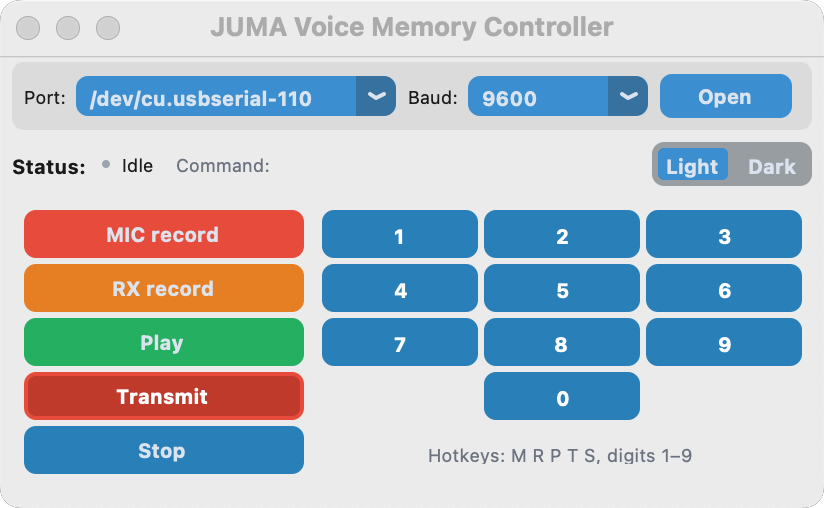 JUMA Voice Memory Controller
Port: /dev/cu.usbserial-110 Baud: 9600 Open
Status: Idle Command: Light Dark
MIC record 1 2 3
RX record 4 5 6
Play 7 8 9
Transmit 0
Stop Hotkeys: M R P T S, digits 1–9